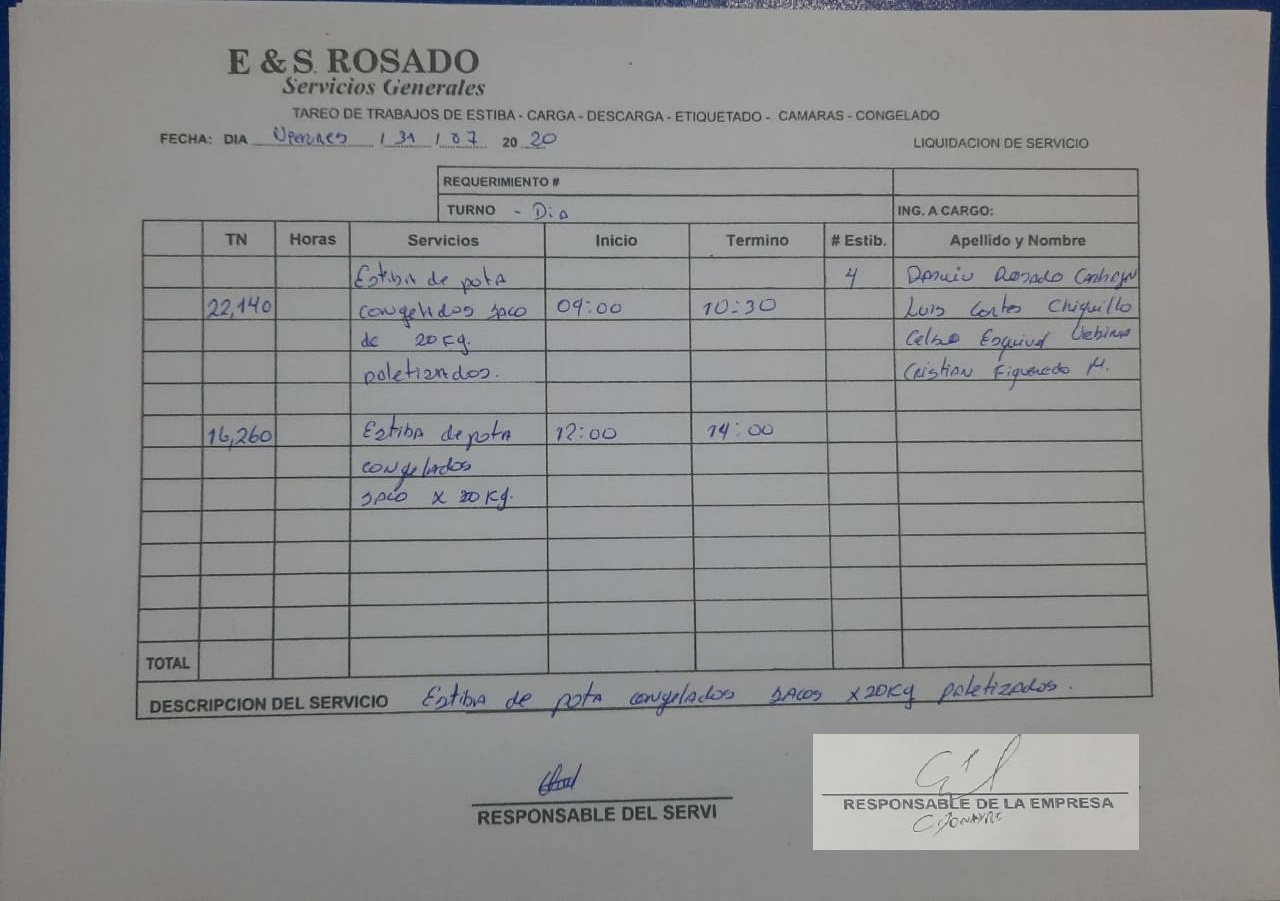 E & S. ROSADO
Servicios Generales
TAREO DE TRABAJOS DE ESTIBA - CARGA - DESCARGA - ETIQUETADO - CAMARAS - CONGELADO
FECHA: DIA Viernes / 31 / 07 20 20
LIQUIDACION DE SERVICIO
REQUERIMIENTO #
TURNO - Dia ING. A CARGO:
TN Horas Servicios Inicio Termino # Estib. Apellido y Nombre
Estiba de pota 4 Rosado
22,140 congelados saco 09:00 10:30 Luis Cortes Chiquillo
de 20 Kg. Celso Esquivel
paletizados. Cristian Figueredo M.
16,260 Estiba de pota 12:00 14:00
congelados
saco x 20 Kg.
TOTAL
DESCRIPCION DEL SERVICIO Estiba de pota congelados sacos x 20 Kg paletizados.
RESPONSABLE DEL SERVI
RESPONSABLE DE LA EMPRESA